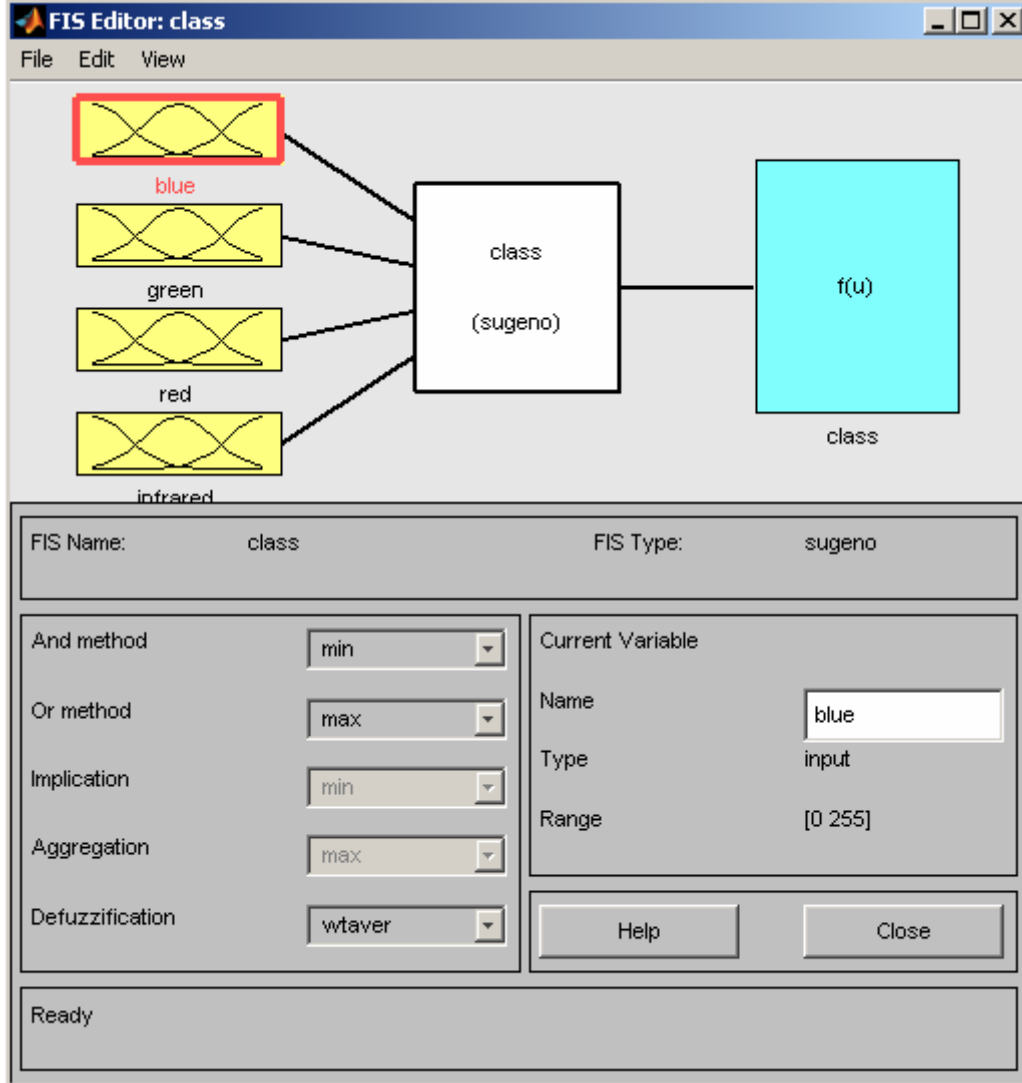 FIS Editor: class
File Edit View
blue
green
red
infrared
class
(sugeno)
f(u)
class
FIS Name: class FIS Type: sugeno
And method min
Or method max
Implication min
Aggregation max
Defuzzification wtaver
Current Variable
Name blue
Type input
Range [0 255]
Help Close
Ready